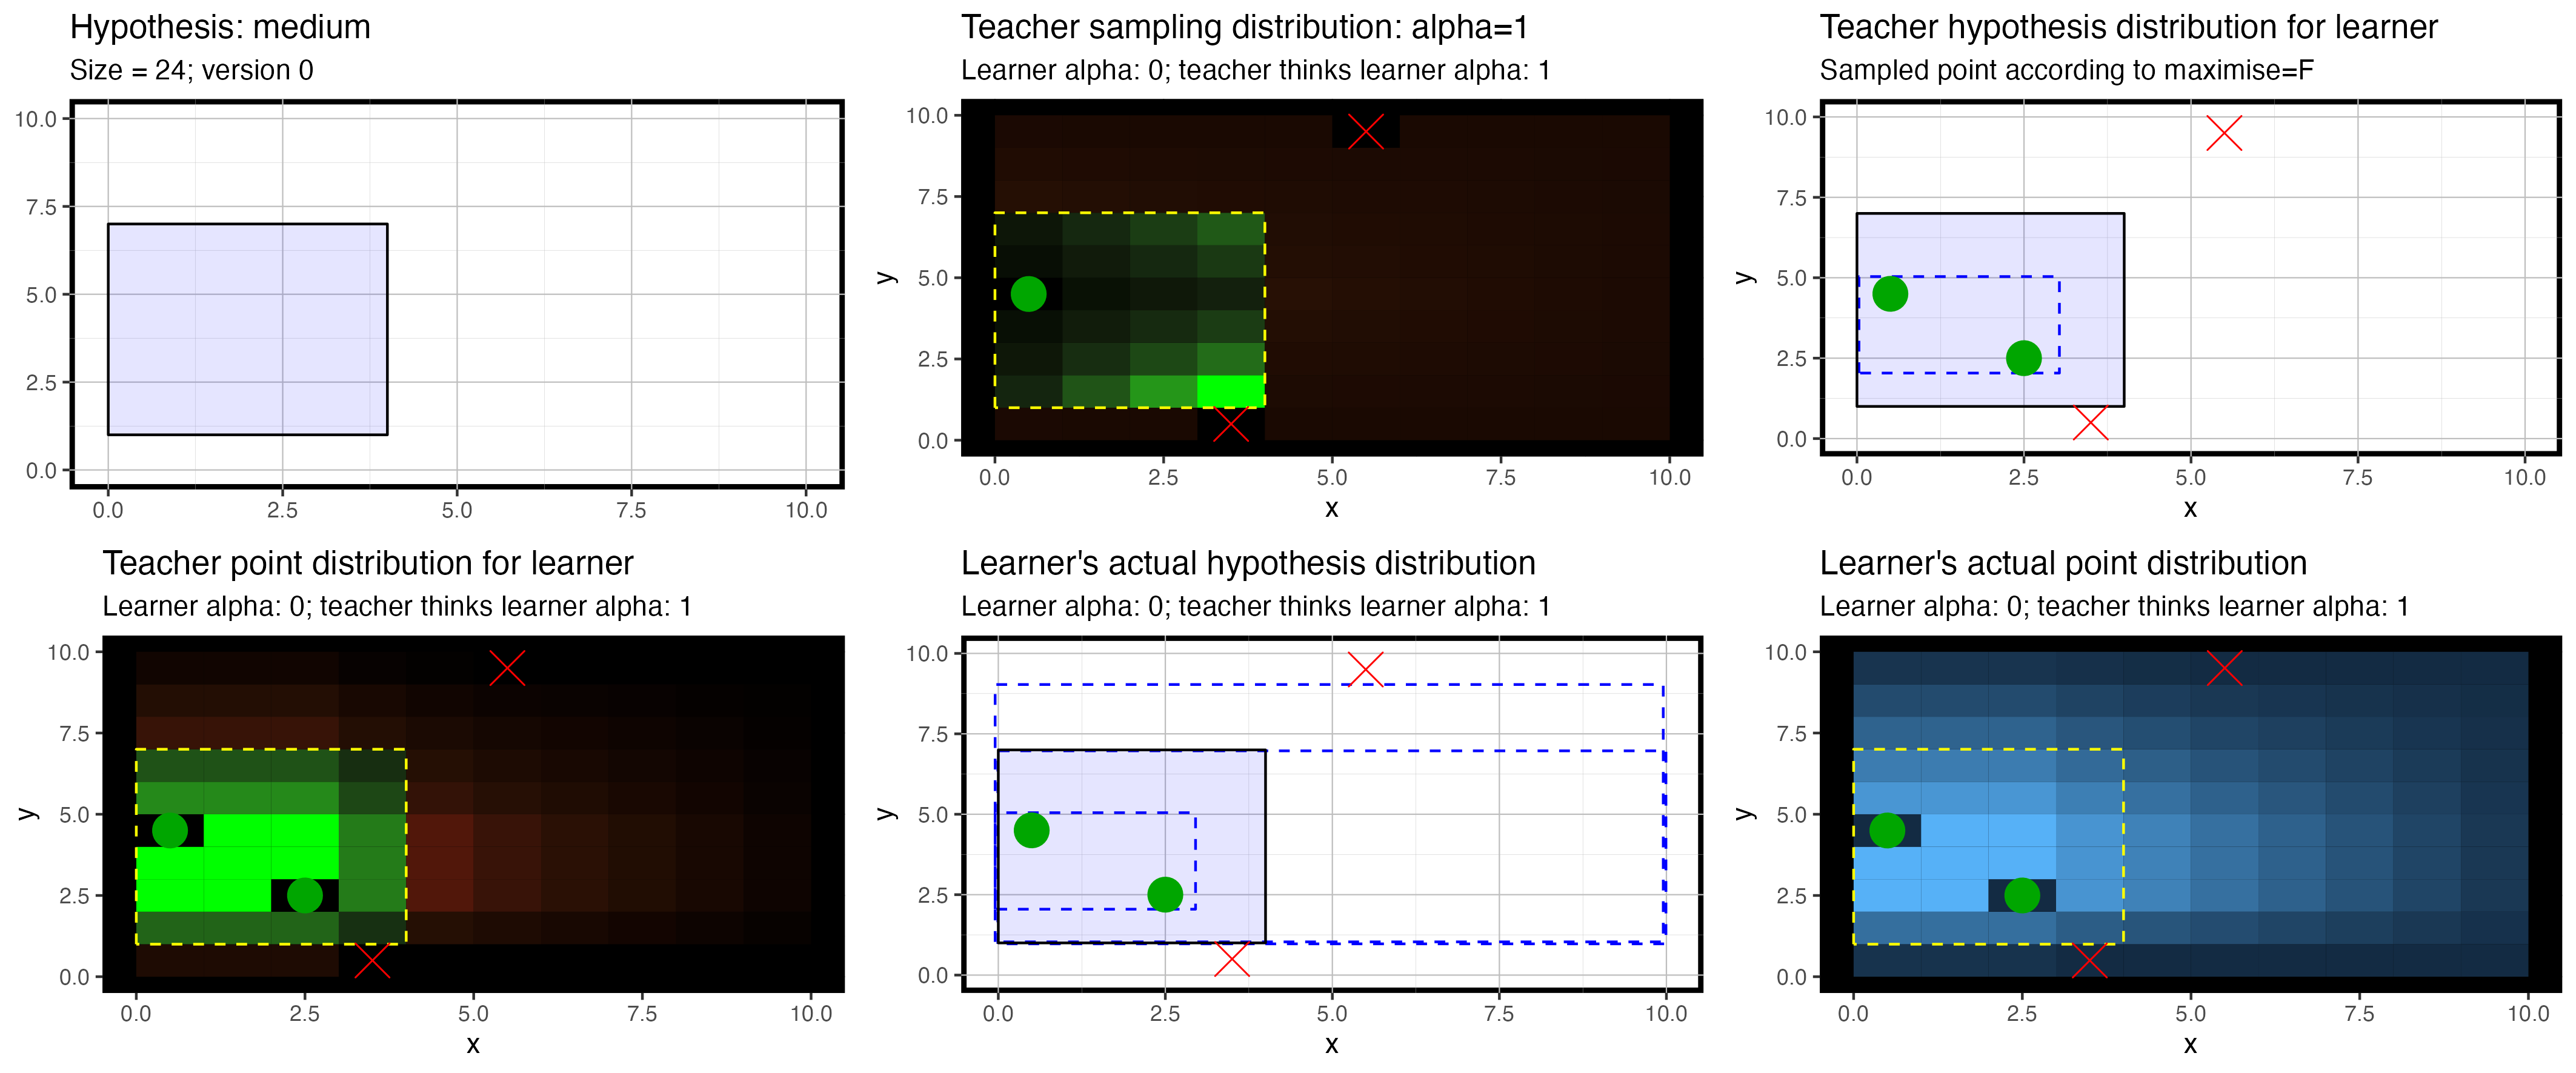 Hypothesis: medium
Size = 24; version 0
10.0
7.5
5.0
2.5
0.0
0.0 2.5 5.0 7.5 10.0
Teacher sampling distribution: alpha=1
Learner alpha: 0; teacher thinks learner alpha: 1
y
10.0
7.5
5.0
2.5
0.0
0.0 2.5 5.0 7.5 10.0
x
Teacher hypothesis distribution for learner
Sampled point according to maximise=F
y
10.0
7.5
5.0
2.5
0.0
0.0 2.5 5.0 7.5 10.0
x
Teacher point distribution for learner
Learner alpha: 0; teacher thinks learner alpha: 1
y
10.0
7.5
5.0
2.5
0.0
0.0 2.5 5.0 7.5 10.0
x
Learner's actual hypothesis distribution
Learner alpha: 0; teacher thinks learner alpha: 1
y
10.0
7.5
5.0
2.5
0.0
0.0 2.5 5.0 7.5 10.0
x
Learner's actual point distribution
Learner alpha: 0; teacher thinks learner alpha: 1
y
10.0
7.5
5.0
2.5
0.0
0.0 2.5 5.0 7.5 10.0
x